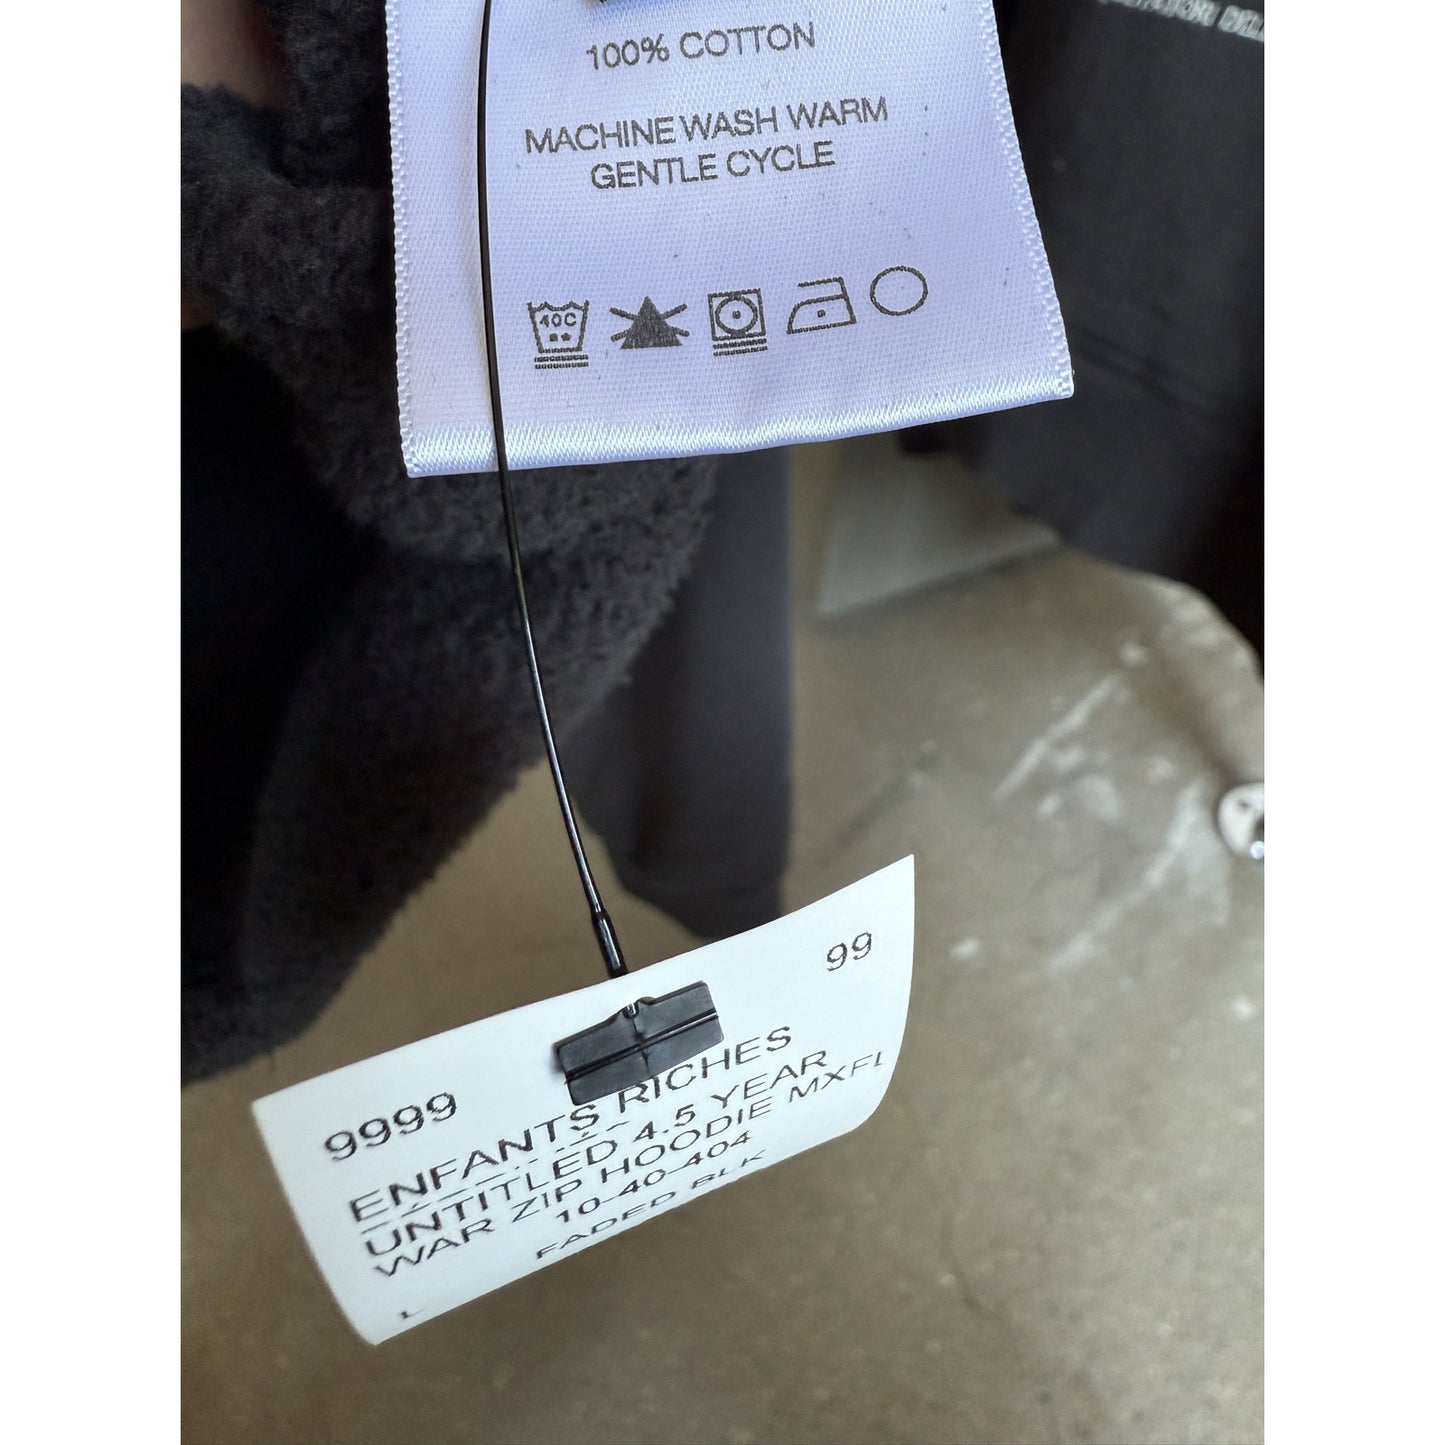 100% COTTON
MACHINE WASH WARM
GENTLE CYCLE
40C
99
9999
ENFANTS RICHES
UNTITLED 4.5 YEAR
WAR ZIP HOODIE MXFL
10-40-404
FADED BLK
L